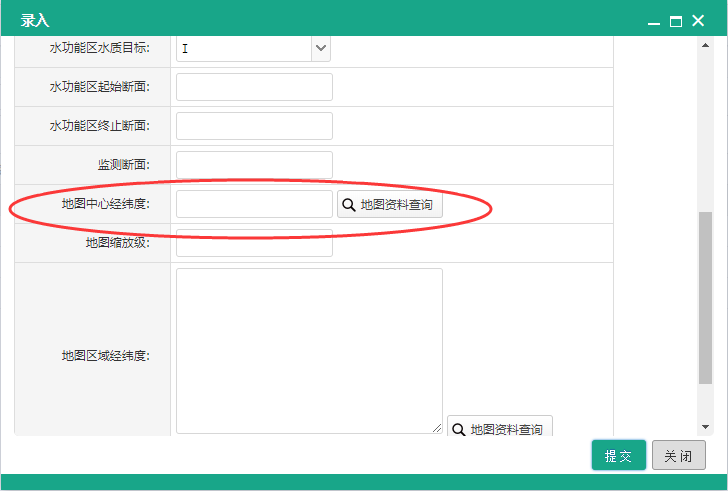 录入
水功能区水质目标: I
水功能区起始断面:
水功能区终止断面:
监测断面:
地图中心经纬度: 地图资料查询
地图缩放级:
地图区域经纬度:
地图资料查询
提交 关闭